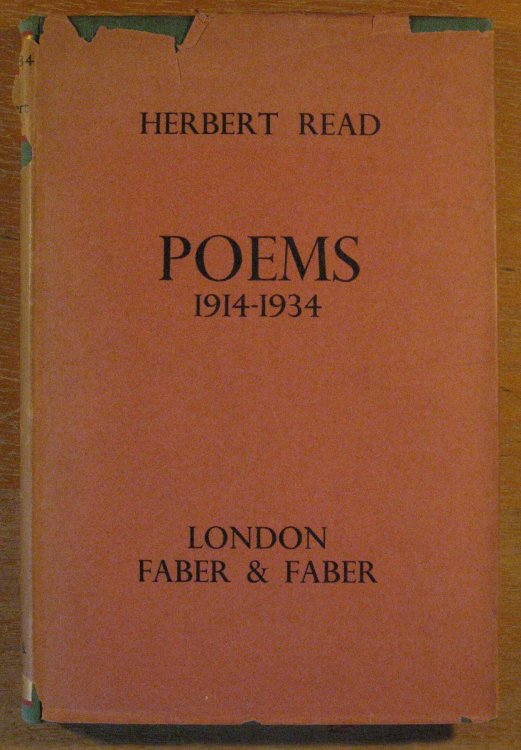 HERBERT READ
POEMS
1914-1934
LONDON
FABER & FABER